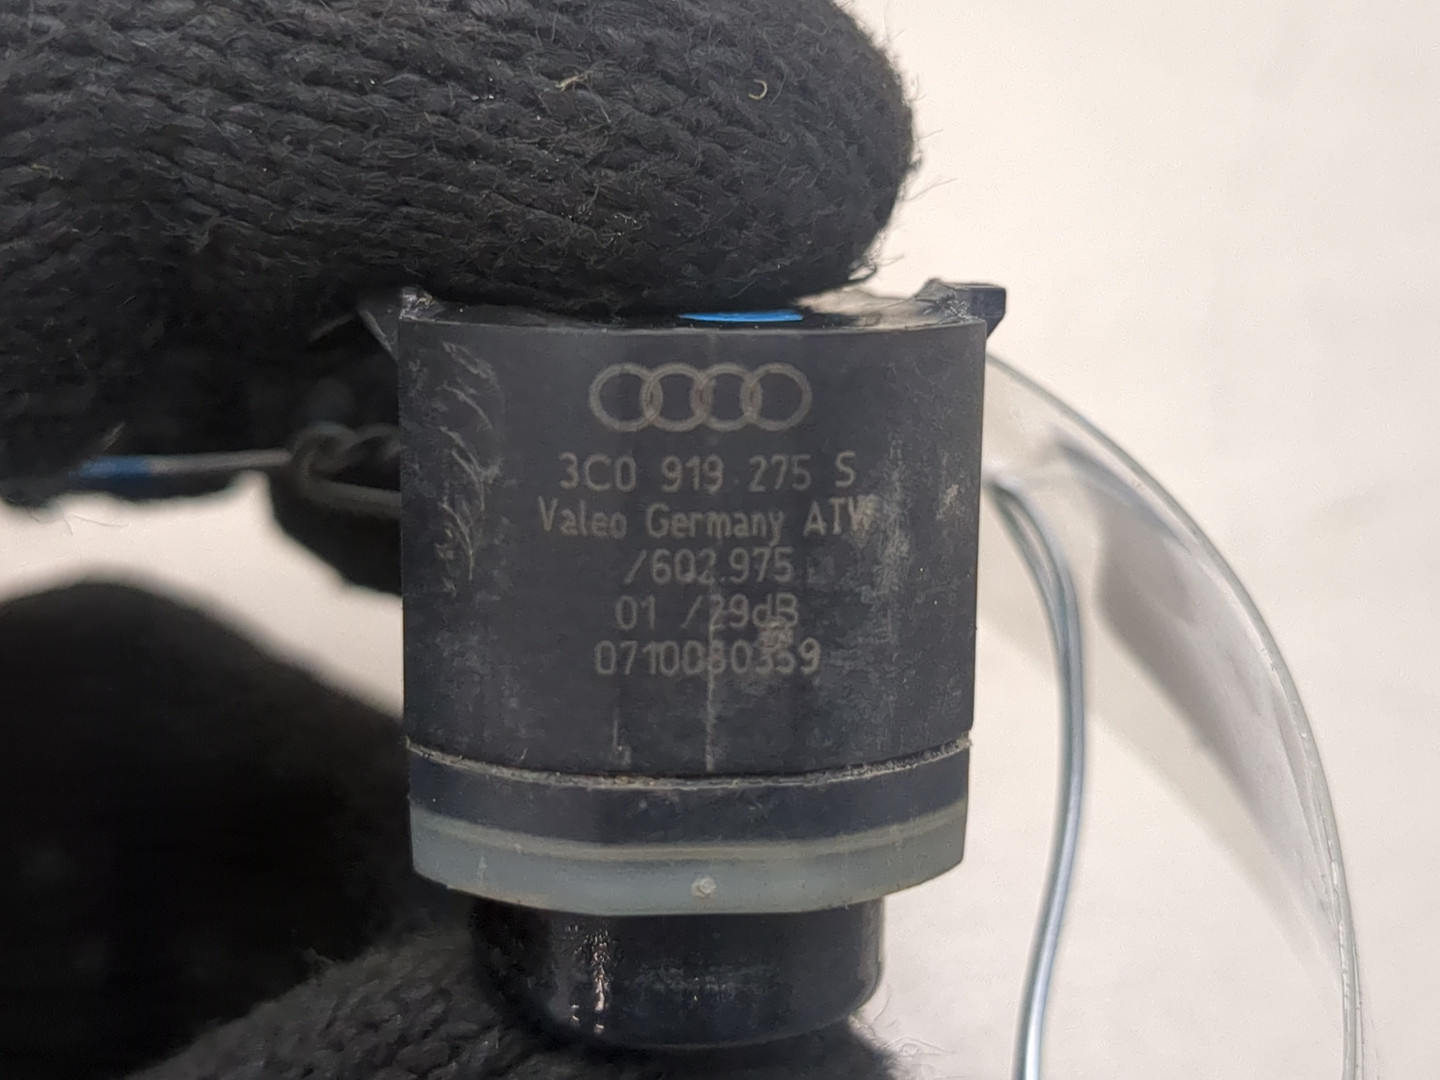 3C0 919 275 S
Valeo Germany ATW
/602.975
01 /29dB
0710080359